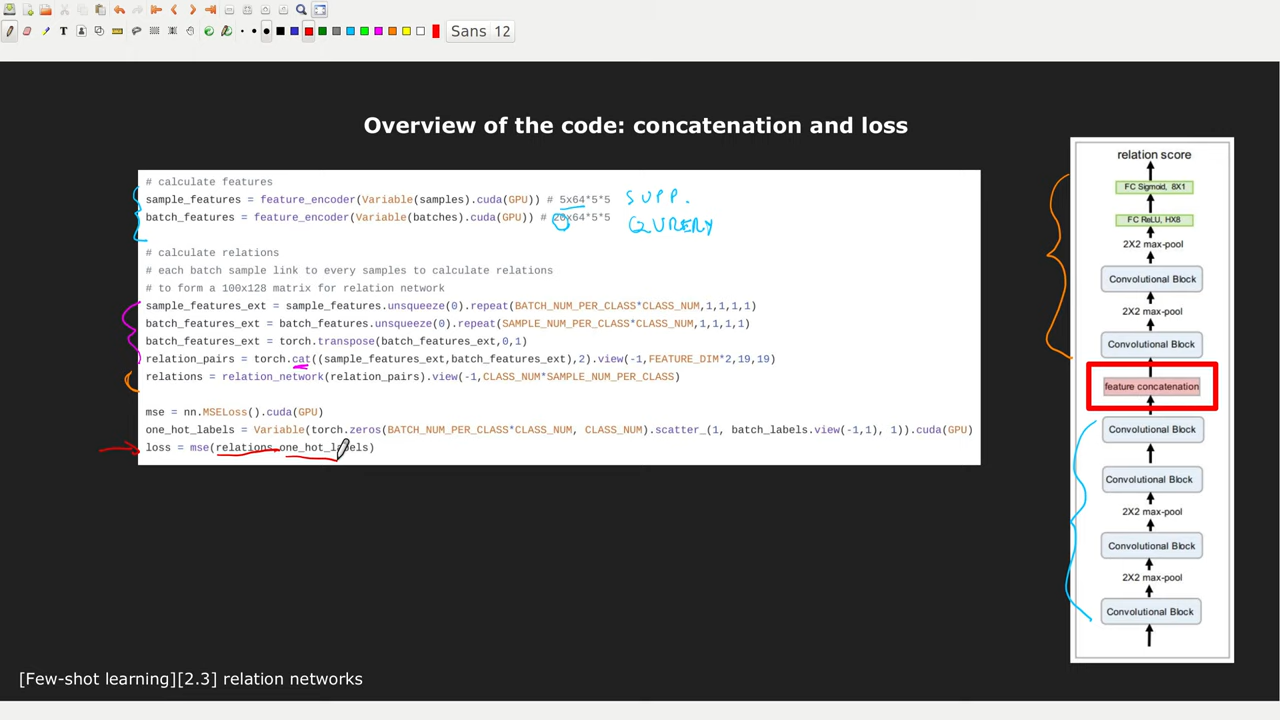 Sans 12
Overview of the code: concatenation and loss
# calculate features
sample_features = feature_encoder(Variable(samples).cuda(GPU)) # 5x64*5*5 SUPP.
batch_features = feature_encoder(Variable(batches).cuda(GPU)) # 20x64*5*5 QURERY
# calculate relations
# each batch sample link to every samples to calculate relations
# to form a 100x128 matrix for relation network
sample_features_ext = sample_features.unsqueeze(0).repeat(BATCH_NUM_PER_CLASS*CLASS_NUM,1,1,1,1)
batch_features_ext = batch_features.unsqueeze(0).repeat(SAMPLE_NUM_PER_CLASS*CLASS_NUM,1,1,1,1)
batch_features_ext = torch.transpose(batch_features_ext,0,1)
relation_pairs = torch.cat((sample_features_ext,batch_features_ext),2).view(-1,FEATURE_DIM*2,19,19)
relations = relation_network(relation_pairs).view(-1,CLASS_NUM*SAMPLE_NUM_PER_CLASS)
mse = nn.MSELoss().cuda(GPU)
one_hot_labels = Variable(torch.zeros(BATCH_NUM_PER_CLASS*CLASS_NUM, CLASS_NUM).scatter_(1, batch_labels.view(-1,1), 1)).cuda(GPU)
loss = mse(relations,one_hot_labels)
relation score
FC Sigmoid, 8X1
FC ReLU, HX8
2X2 max-pool
Convolutional Block
2X2 max-pool
Convolutional Block
feature concatenation
Convolutional Block
Convolutional Block
2X2 max-pool
Convolutional Block
2X2 max-pool
Convolutional Block
[Few-shot learning][2.3] relation networks